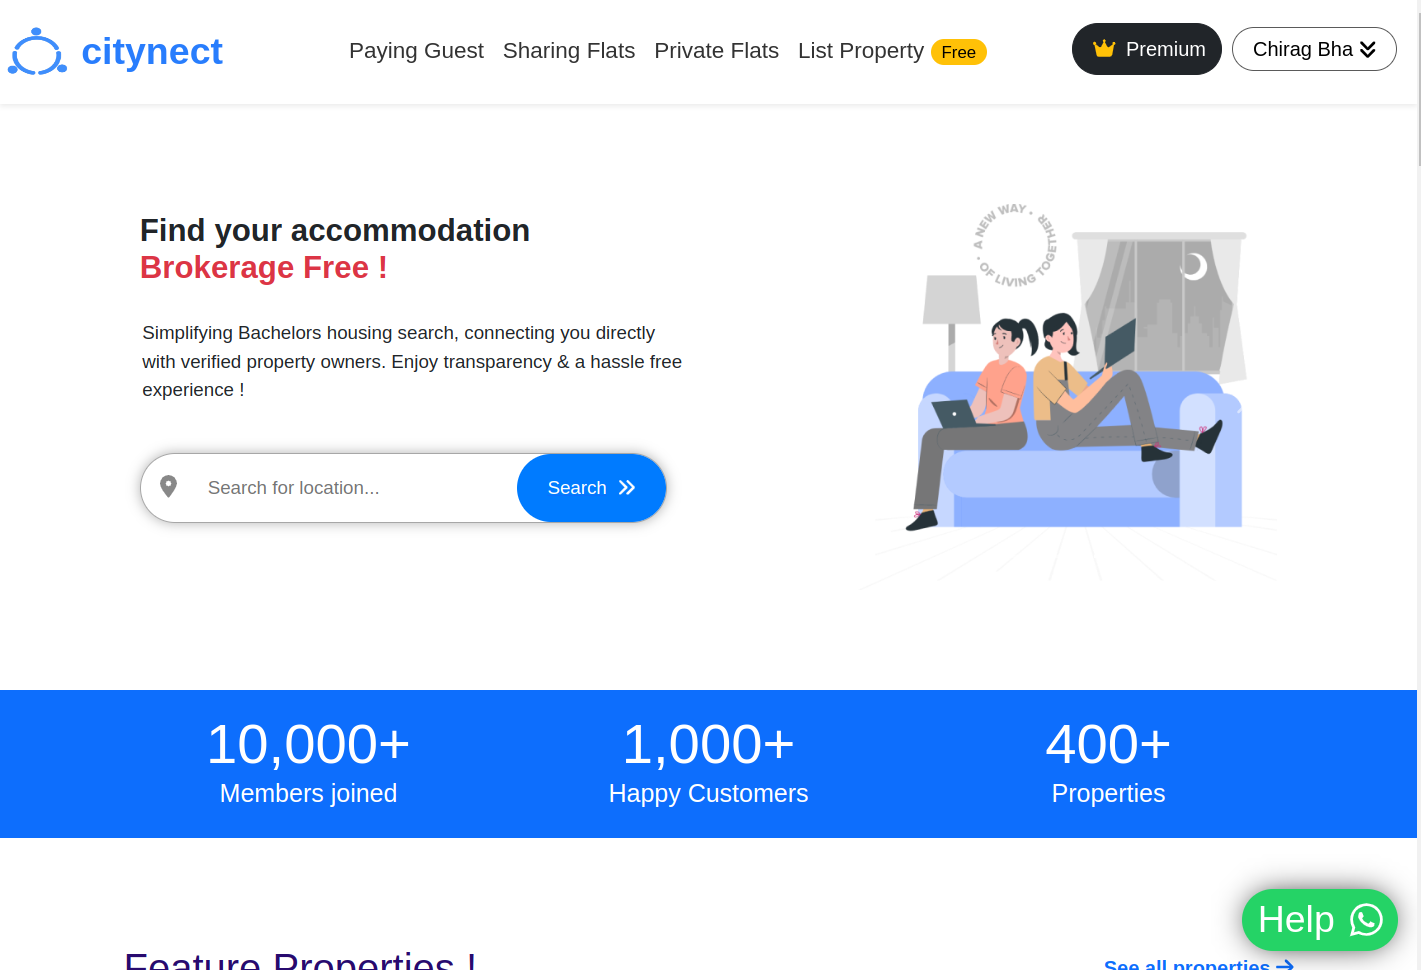 citynect
Paying Guest
Sharing Flats
Private Flats
List Property Free
Premium
Chirag Bha
Find your accommodation
Brokerage Free !
Simplifying Bachelors housing search, connecting you directly
with verified property owners. Enjoy transparency & a hassle free
experience !
Search for location...
Search
A NEW WAY • OF LIVING TOGETHER •
10,000+
Members joined
1,000+
Happy Customers
400+
Properties
Help
Feature Properties !
See all properties